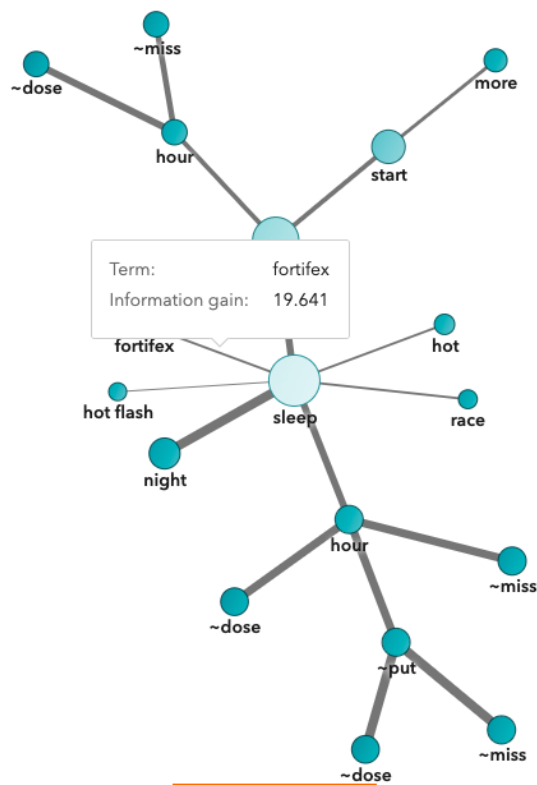 ~miss
~dose
more
hour
start
Term: fortifex
Information gain: 19.641
fortifex
hot
hot flash
sleep
race
night
hour
~miss
~dose
~put
~miss
~dose